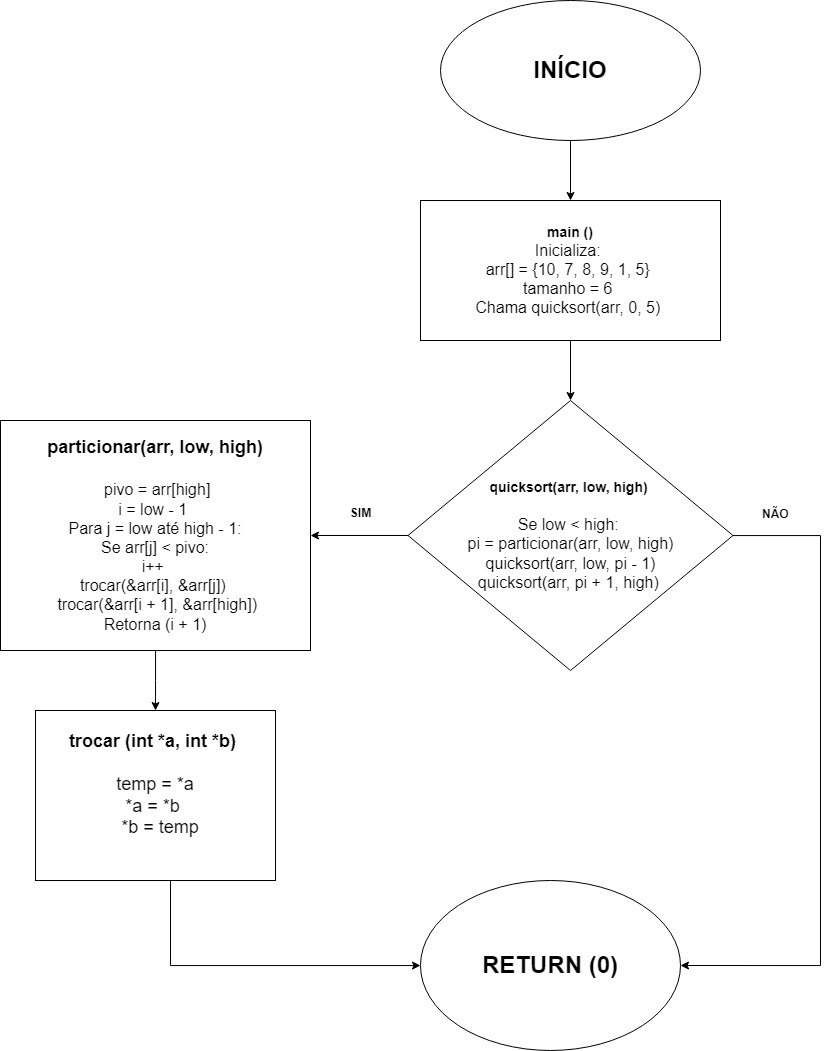 INÍCIO
main ()
Inicializa:
arr[] = {10, 7, 8, 9, 1, 5}
tamanho = 6
Chama quicksort(arr, 0, 5)
quicksort(arr, low, high)
Se low < high:
pi = particionar(arr, low, high)
quicksort(arr, low, pi - 1)
quicksort(arr, pi + 1, high)
SIM
NÃO
particionar(arr, low, high)
pivo = arr[high]
i = low - 1
Para j = low até high - 1:
Se arr[j] < pivo:
i++
trocar(&arr[i], &arr[j])
trocar(&arr[i + 1], &arr[high])
Retorna (i + 1)
trocar (int *a, int *b)
temp = *a
*a = *b
*b = temp
RETURN (0)